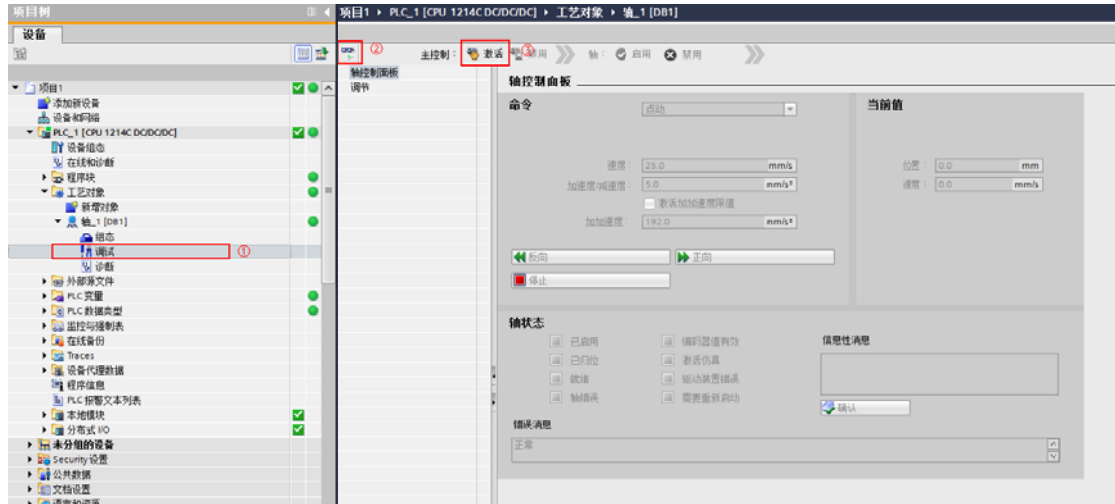 项目树
项目1 ▸ PLC_1 [CPU 1214C DC/DC/DC] ▸ 工艺对象 ▸ 轴_1 [DB1]
设备
② 主控制: 激活 ③ 禁用 轴: 启用 禁用
轴控制面板
调节
项目1
添加新设备
设备和网络
PLC_1 [CPU 1214C DC/DC/DC]
设备组态
在线和诊断
程序块
工艺对象
新增对象
轴_1 [DB1]
组态
调试 ①
诊断
外部源文件
PLC 变量
PLC 数据类型
监控与强制表
在线备份
Traces
设备代理数据
程序信息
PLC 报警文本列表
本地模块
分布式 I/O
未分组的设备
Security 设置
公共数据
文档设置
语言和资源
轴控制面板
命令 点动 当前值
速度: 25.0 mm/s 位置: 0.0 mm
加速度/减速度: 5.0 mm/s² 速度: 0.0 mm/s
激活加加速度限值
加加速度: 192.0 mm/s³
反向 正向
停止
轴状态
已启用 编码器值有效 信息性消息
已归位 激活仿真
就绪 驱动装置错误
轴错误 需要重新启动
确认
错误消息
正常